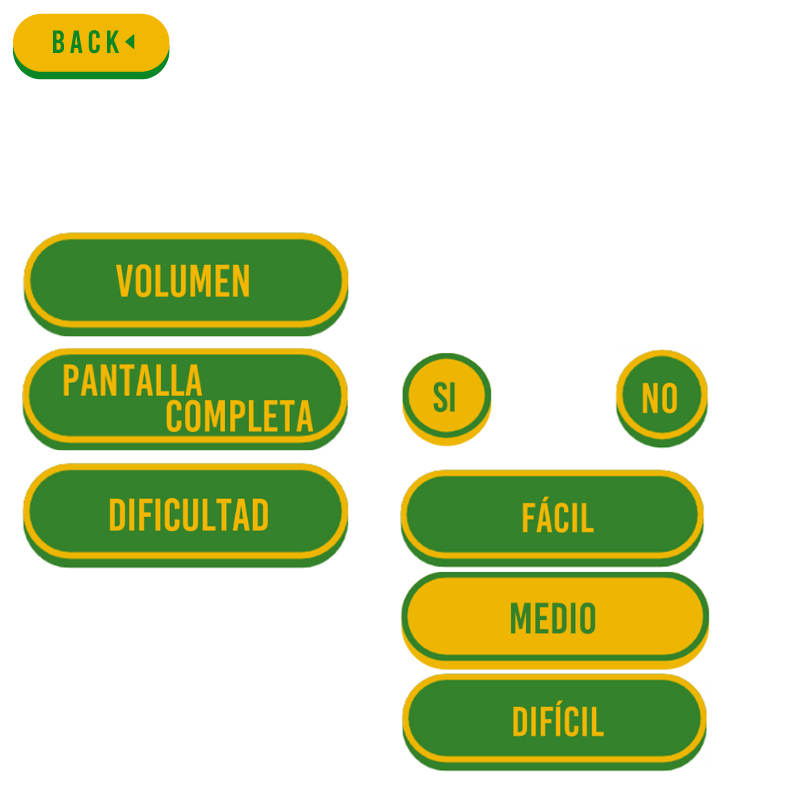 BACK
VOLUMEN
PANTALLA
COMPLETA
SI
NO
DIFICULTAD
FÁCIL
MEDIO
DIFÍCIL